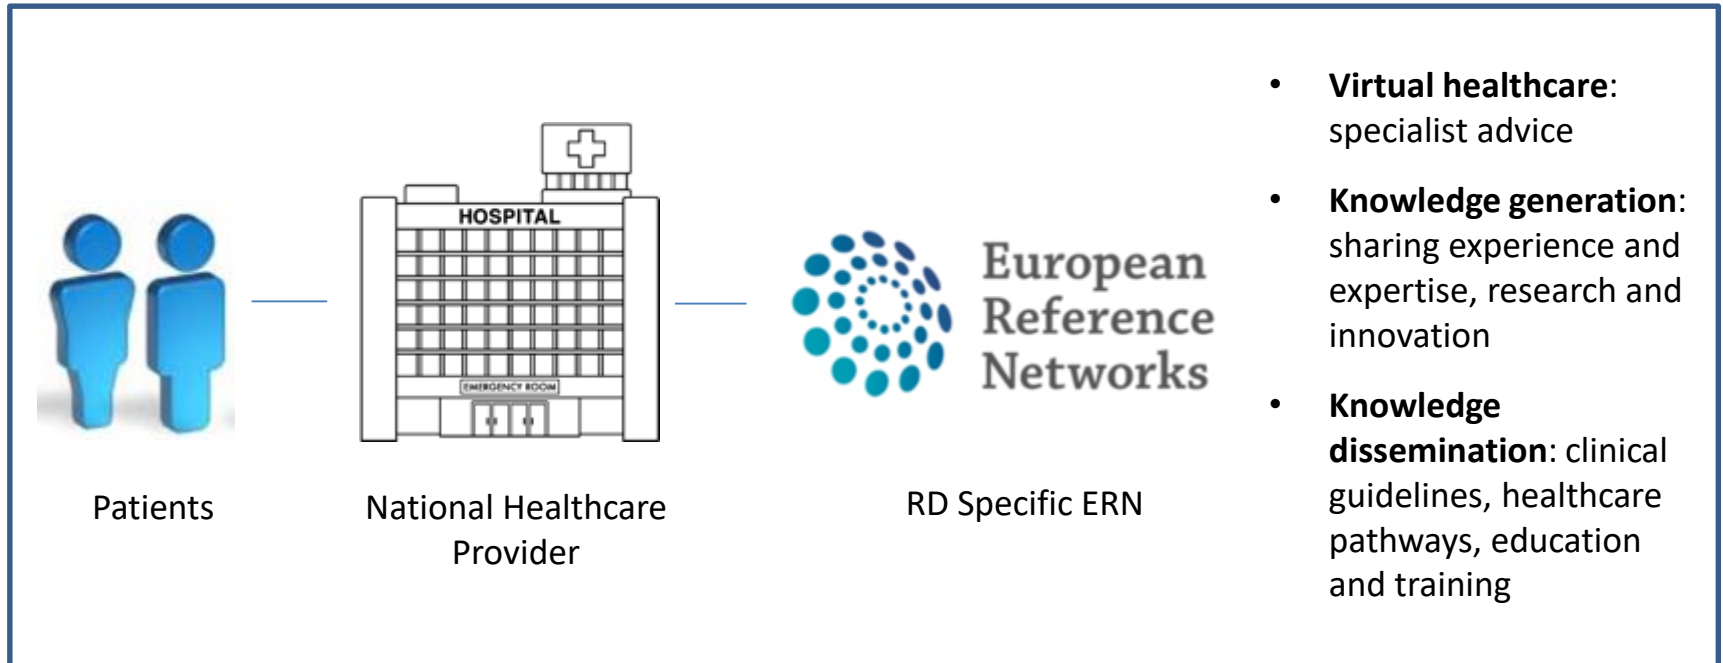 HOSPITAL
EMERGENCY ROOM
Patients
National Healthcare
Provider
European
Reference
Networks
RD Specific ERN
• Virtual healthcare:
specialist advice
• Knowledge generation:
sharing experience and
expertise, research and
innovation
• Knowledge
dissemination: clinical
guidelines, healthcare
pathways, education
and training